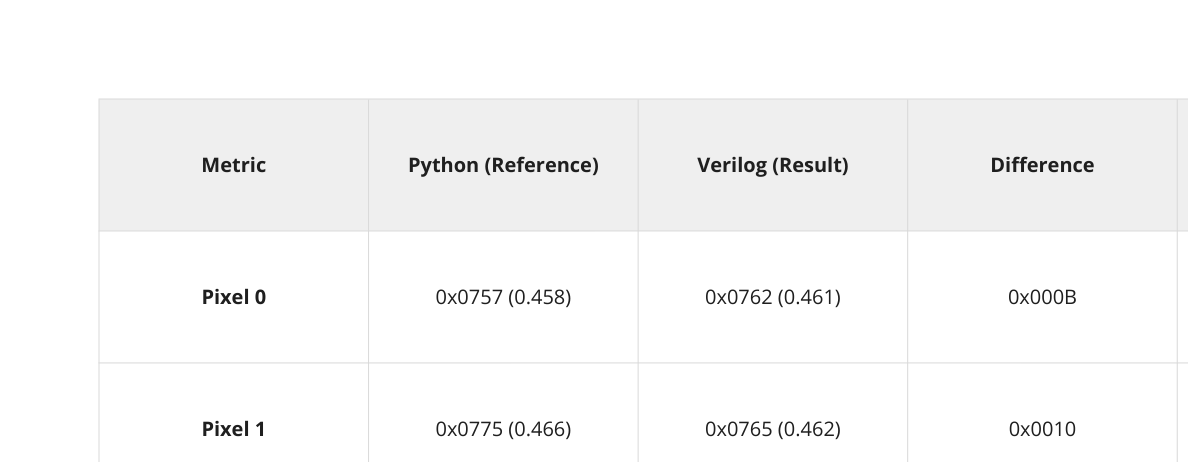 Metric Python (Reference) Verilog (Result) Difference
Pixel 0 0x0757 (0.458) 0x0762 (0.461) 0x000B
Pixel 1 0x0775 (0.466) 0x0765 (0.462) 0x0010